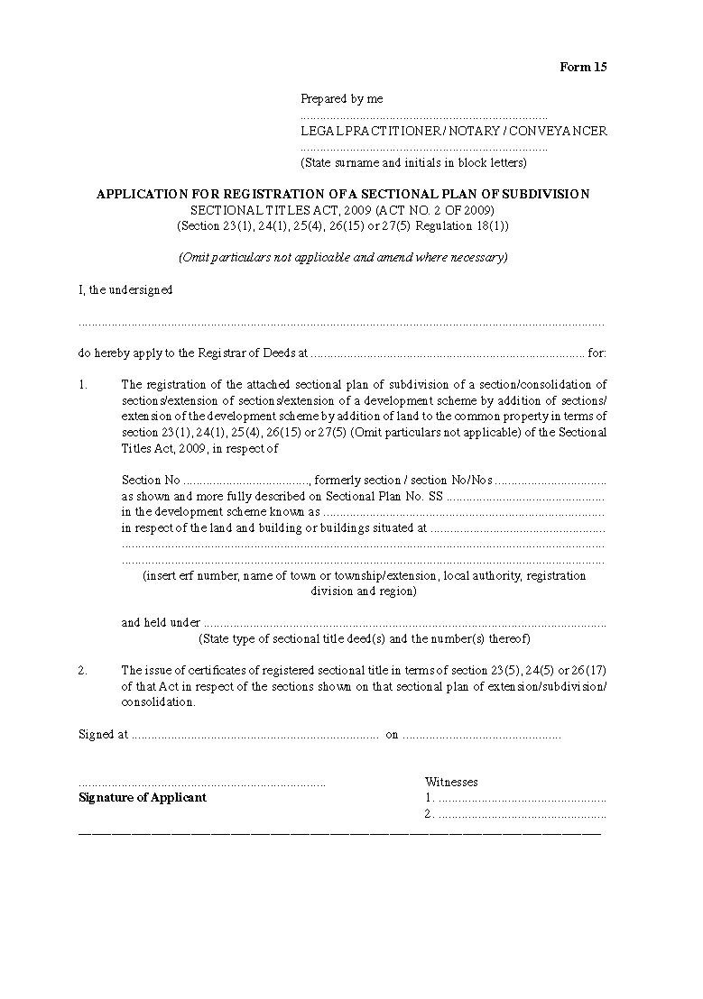 Form 15
Prepared by me
..........................................................................
LEGAL PRACTITIONER / NOTARY / CONVEYANCER
..........................................................................
(State surname and initials in block letters)
APPLICATION FOR REGISTRATION OF A SECTIONAL PLAN OF SUBDIVISION
SECTIONAL TITLES ACT, 2009 (ACT NO. 2 OF 2009)
(Section 23(1), 24(1), 25(4), 26(15) or 27(5) Regulation 18(1))
(Omit particulars not applicable and amend where necessary)
I, the undersigned
..............................................................................................................................................................
do hereby apply to the Registrar of Deeds at ................................................................................... for:
1. The registration of the attached sectional plan of subdivision of a section/consolidation of
sections/extension of sections/extension of a development scheme by addition of sections/
extension of the development scheme by addition of land to the common property in terms of
section 23(1), 24(1), 25(4), 26(15) or 27(5) (Omit particulars not applicable) of the Sectional
Titles Act, 2009, in respect of
Section No ......................................, formerly section / section No/Nos ..................................
as shown and more fully described on Sectional Plan No. SS ................................................
in the development scheme known as .....................................................................................
in respect of the land and building or buildings situated at .....................................................
..................................................................................................................................................
..................................................................................................................................................
(insert erf number, name of town or township/extension, local authority, registration
division and region)
and held under ..........................................................................................................................
(State type of sectional title deed(s) and the number(s) thereof)
2. The issue of certificates of registered sectional title in terms of section 23(5), 24(5) or 26(17)
of that Act in respect of the sections shown on that sectional plan of extension/subdivision/
consolidation.
Signed at ........................................................................... on ................................................
...........................................................................
Witnesses
Signature of Applicant
1. ...................................................
2. ...................................................